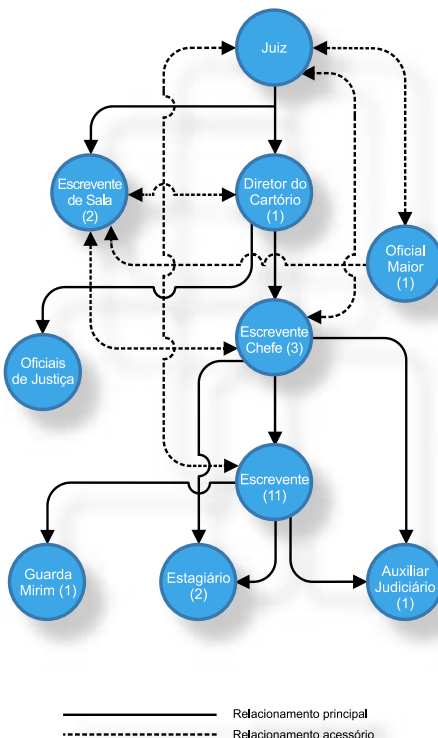 Juiz
Escrevente
de Sala
(2)
Diretor do
Cartório
(1)
Oficial
Maior
(1)
Escrevente
Chefe (3)
Oficiais
de Justiça
Escrevente
(11)
Guarda
Mirim (1)
Estagiário
(2)
Auxiliar
Judiciário
(1)
Relacionamento principal
Relacionamento acessório